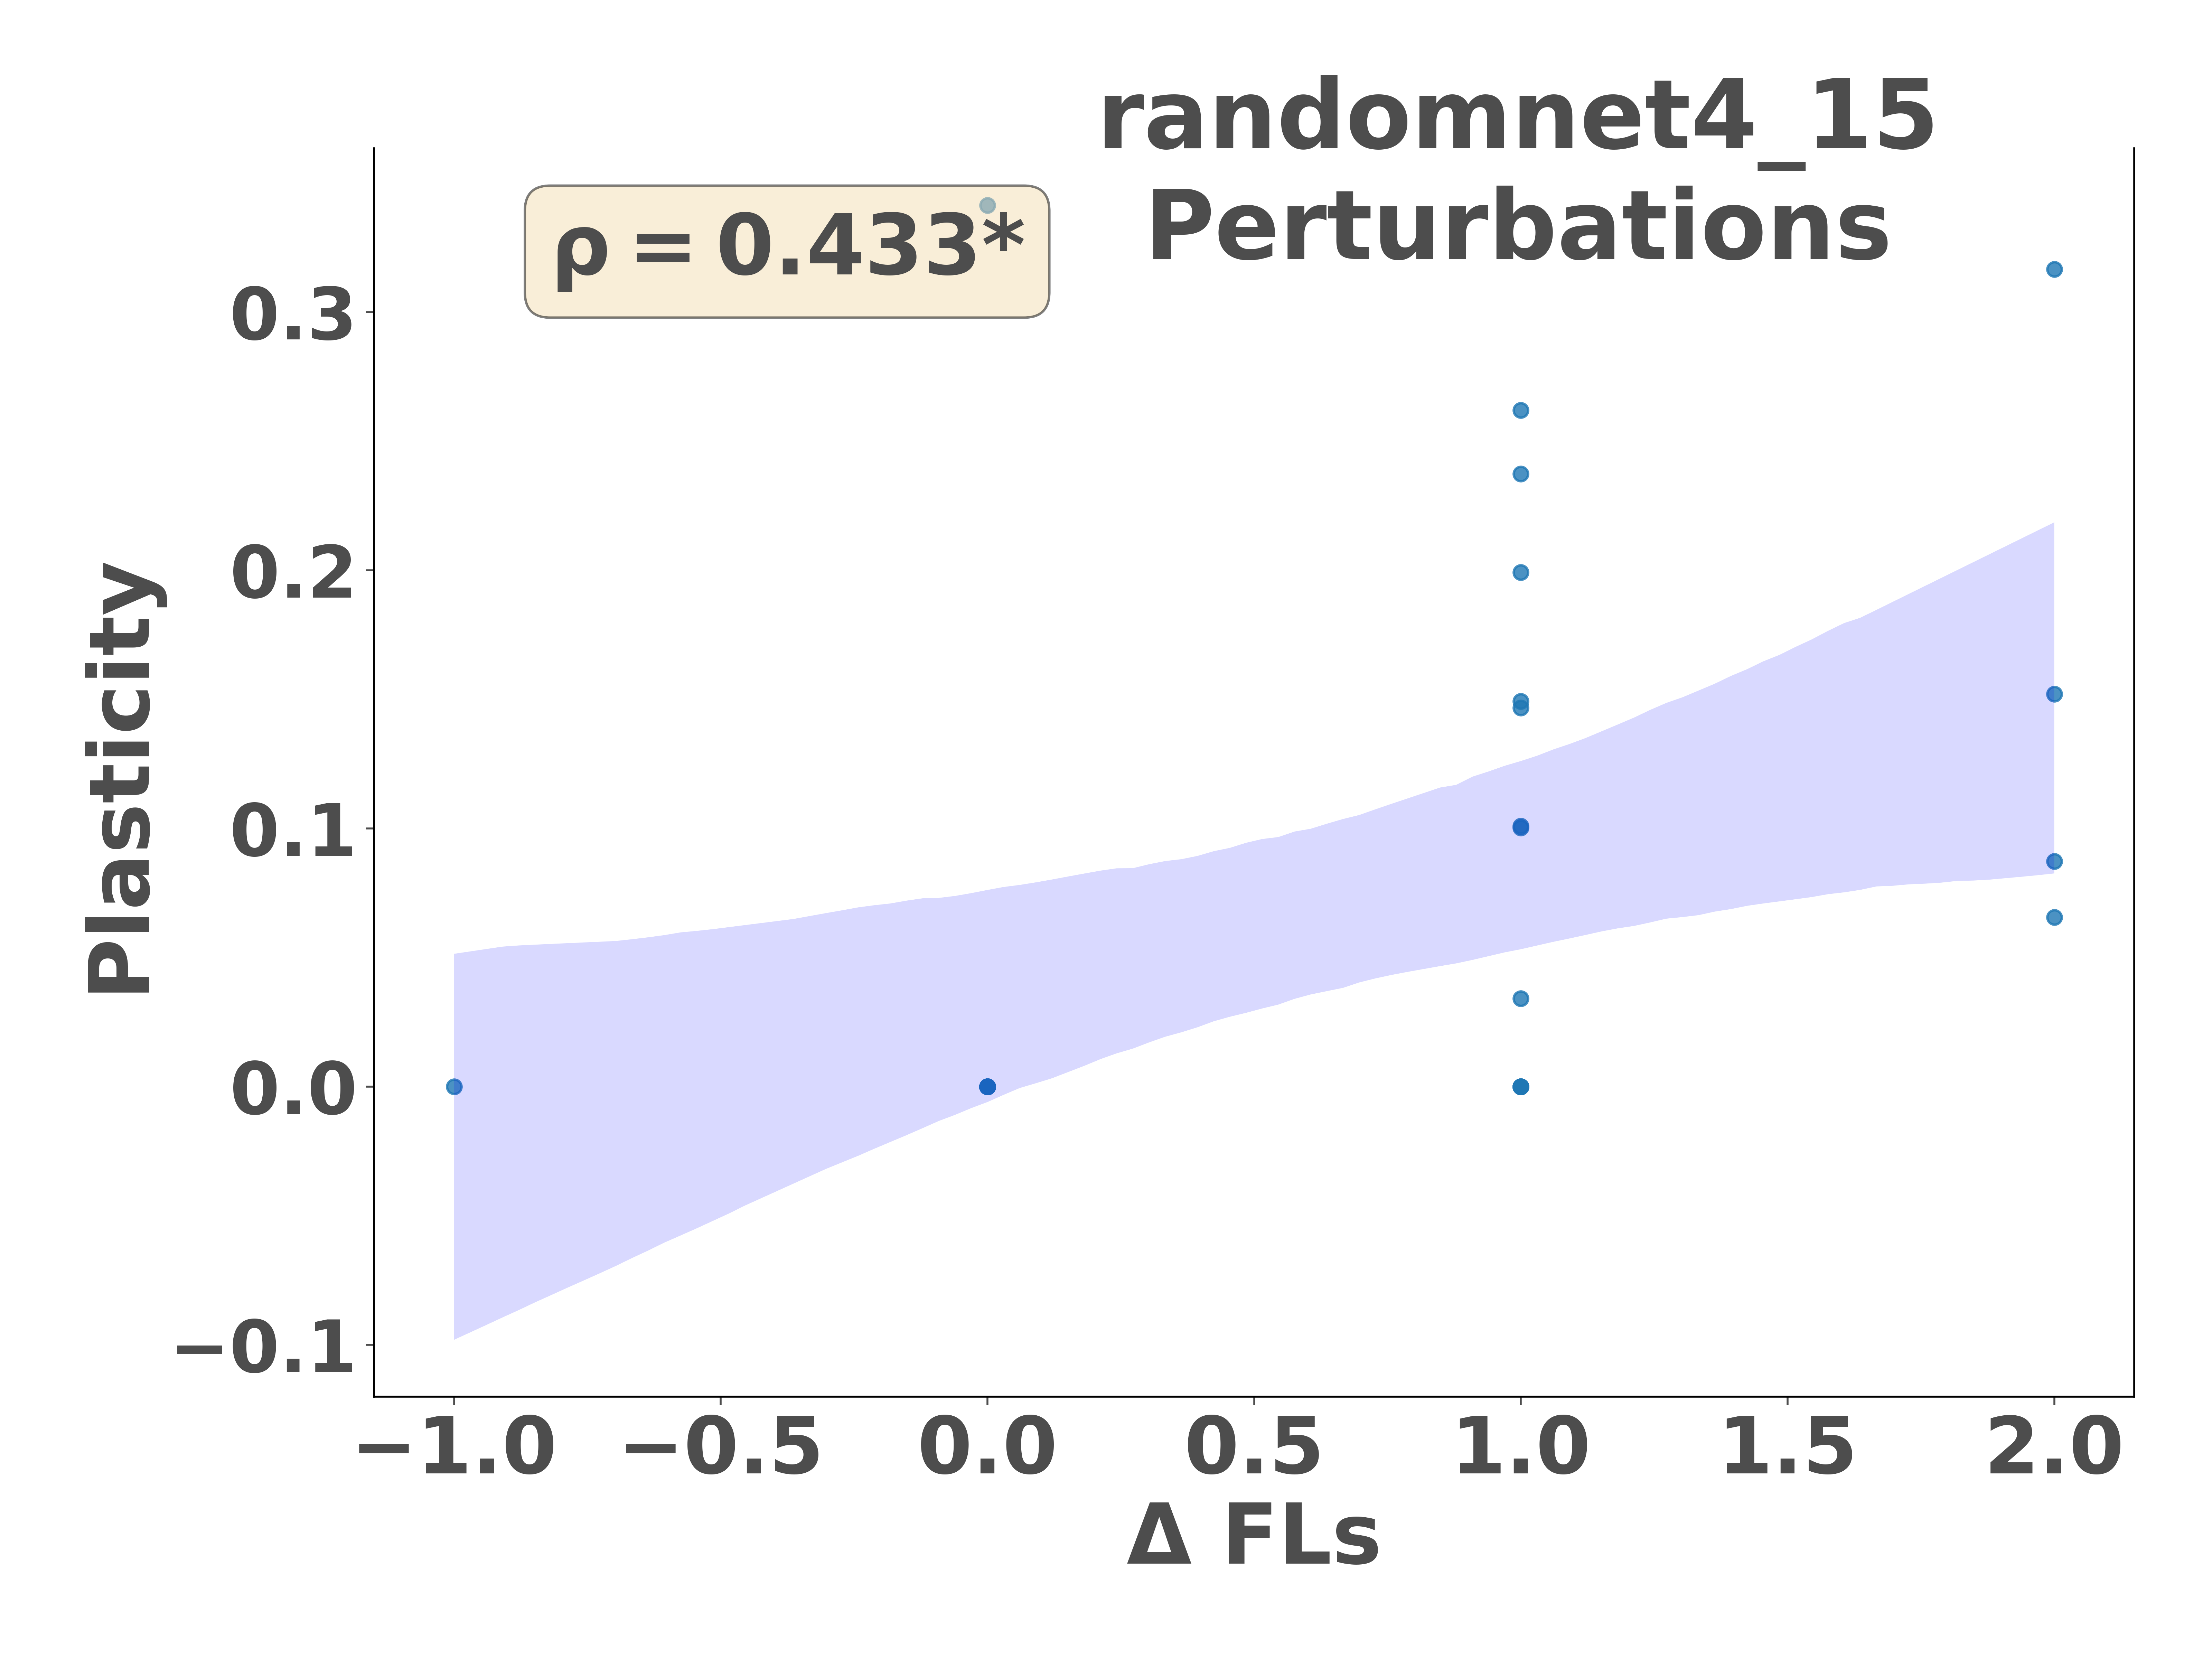 randomnet4_15
Perturbations
ρ = 0.433*
Plasticity
0.3
0.2
0.1
0.0
−0.1
−1.0 −0.5 0.0 0.5 1.0 1.5 2.0
Δ FLs